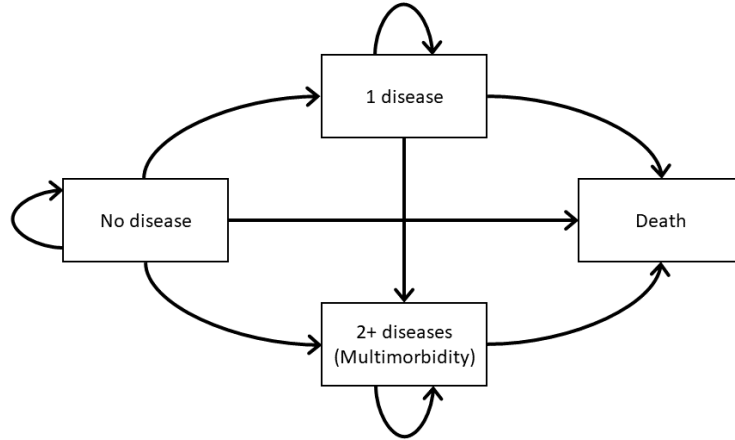 1 disease
No disease
Death
2+ diseases
(Multimorbidity)